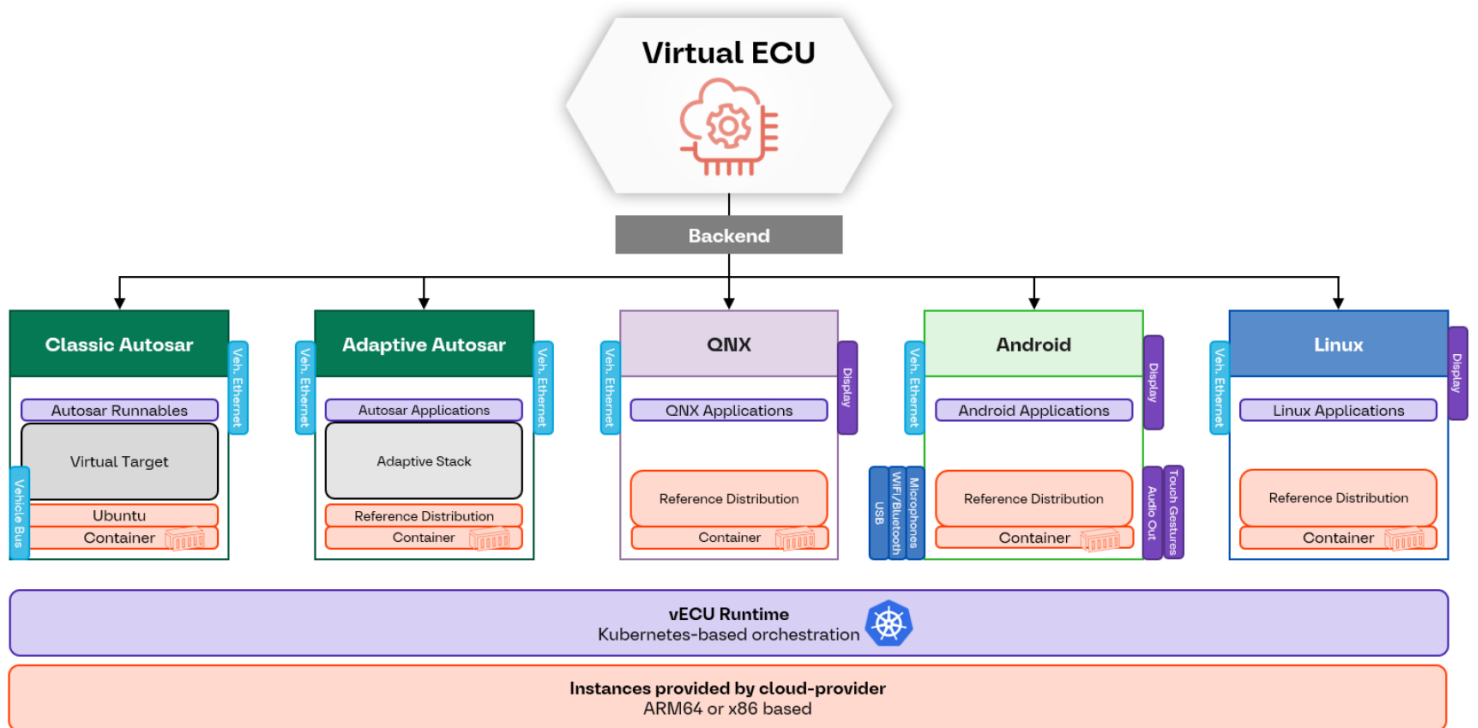 Virtual ECU
Backend
Classic Autosar
Veh. Ethernet
Autosar Runnables
Virtual Target
Vehicle Bus
Ubuntu
Container
Veh. Ethernet
Adaptive Autosar
Veh. Ethernet
Autosar Applications
Adaptive Stack
Reference Distribution
Container
Veh. Ethernet
QNX
Display
QNX Applications
Reference Distribution
Container
Veh. Ethernet
Android
Display
Android Applications
USB
WiFi/Bluetooth
Microphones
Reference Distribution
Container
Audio Out
Touch Gestures
Veh. Ethernet
Linux
Display
Linux Applications
Reference Distribution
Container
vECU Runtime
Kubernetes-based orchestration
Instances provided by cloud-provider
ARM64 or x86 based